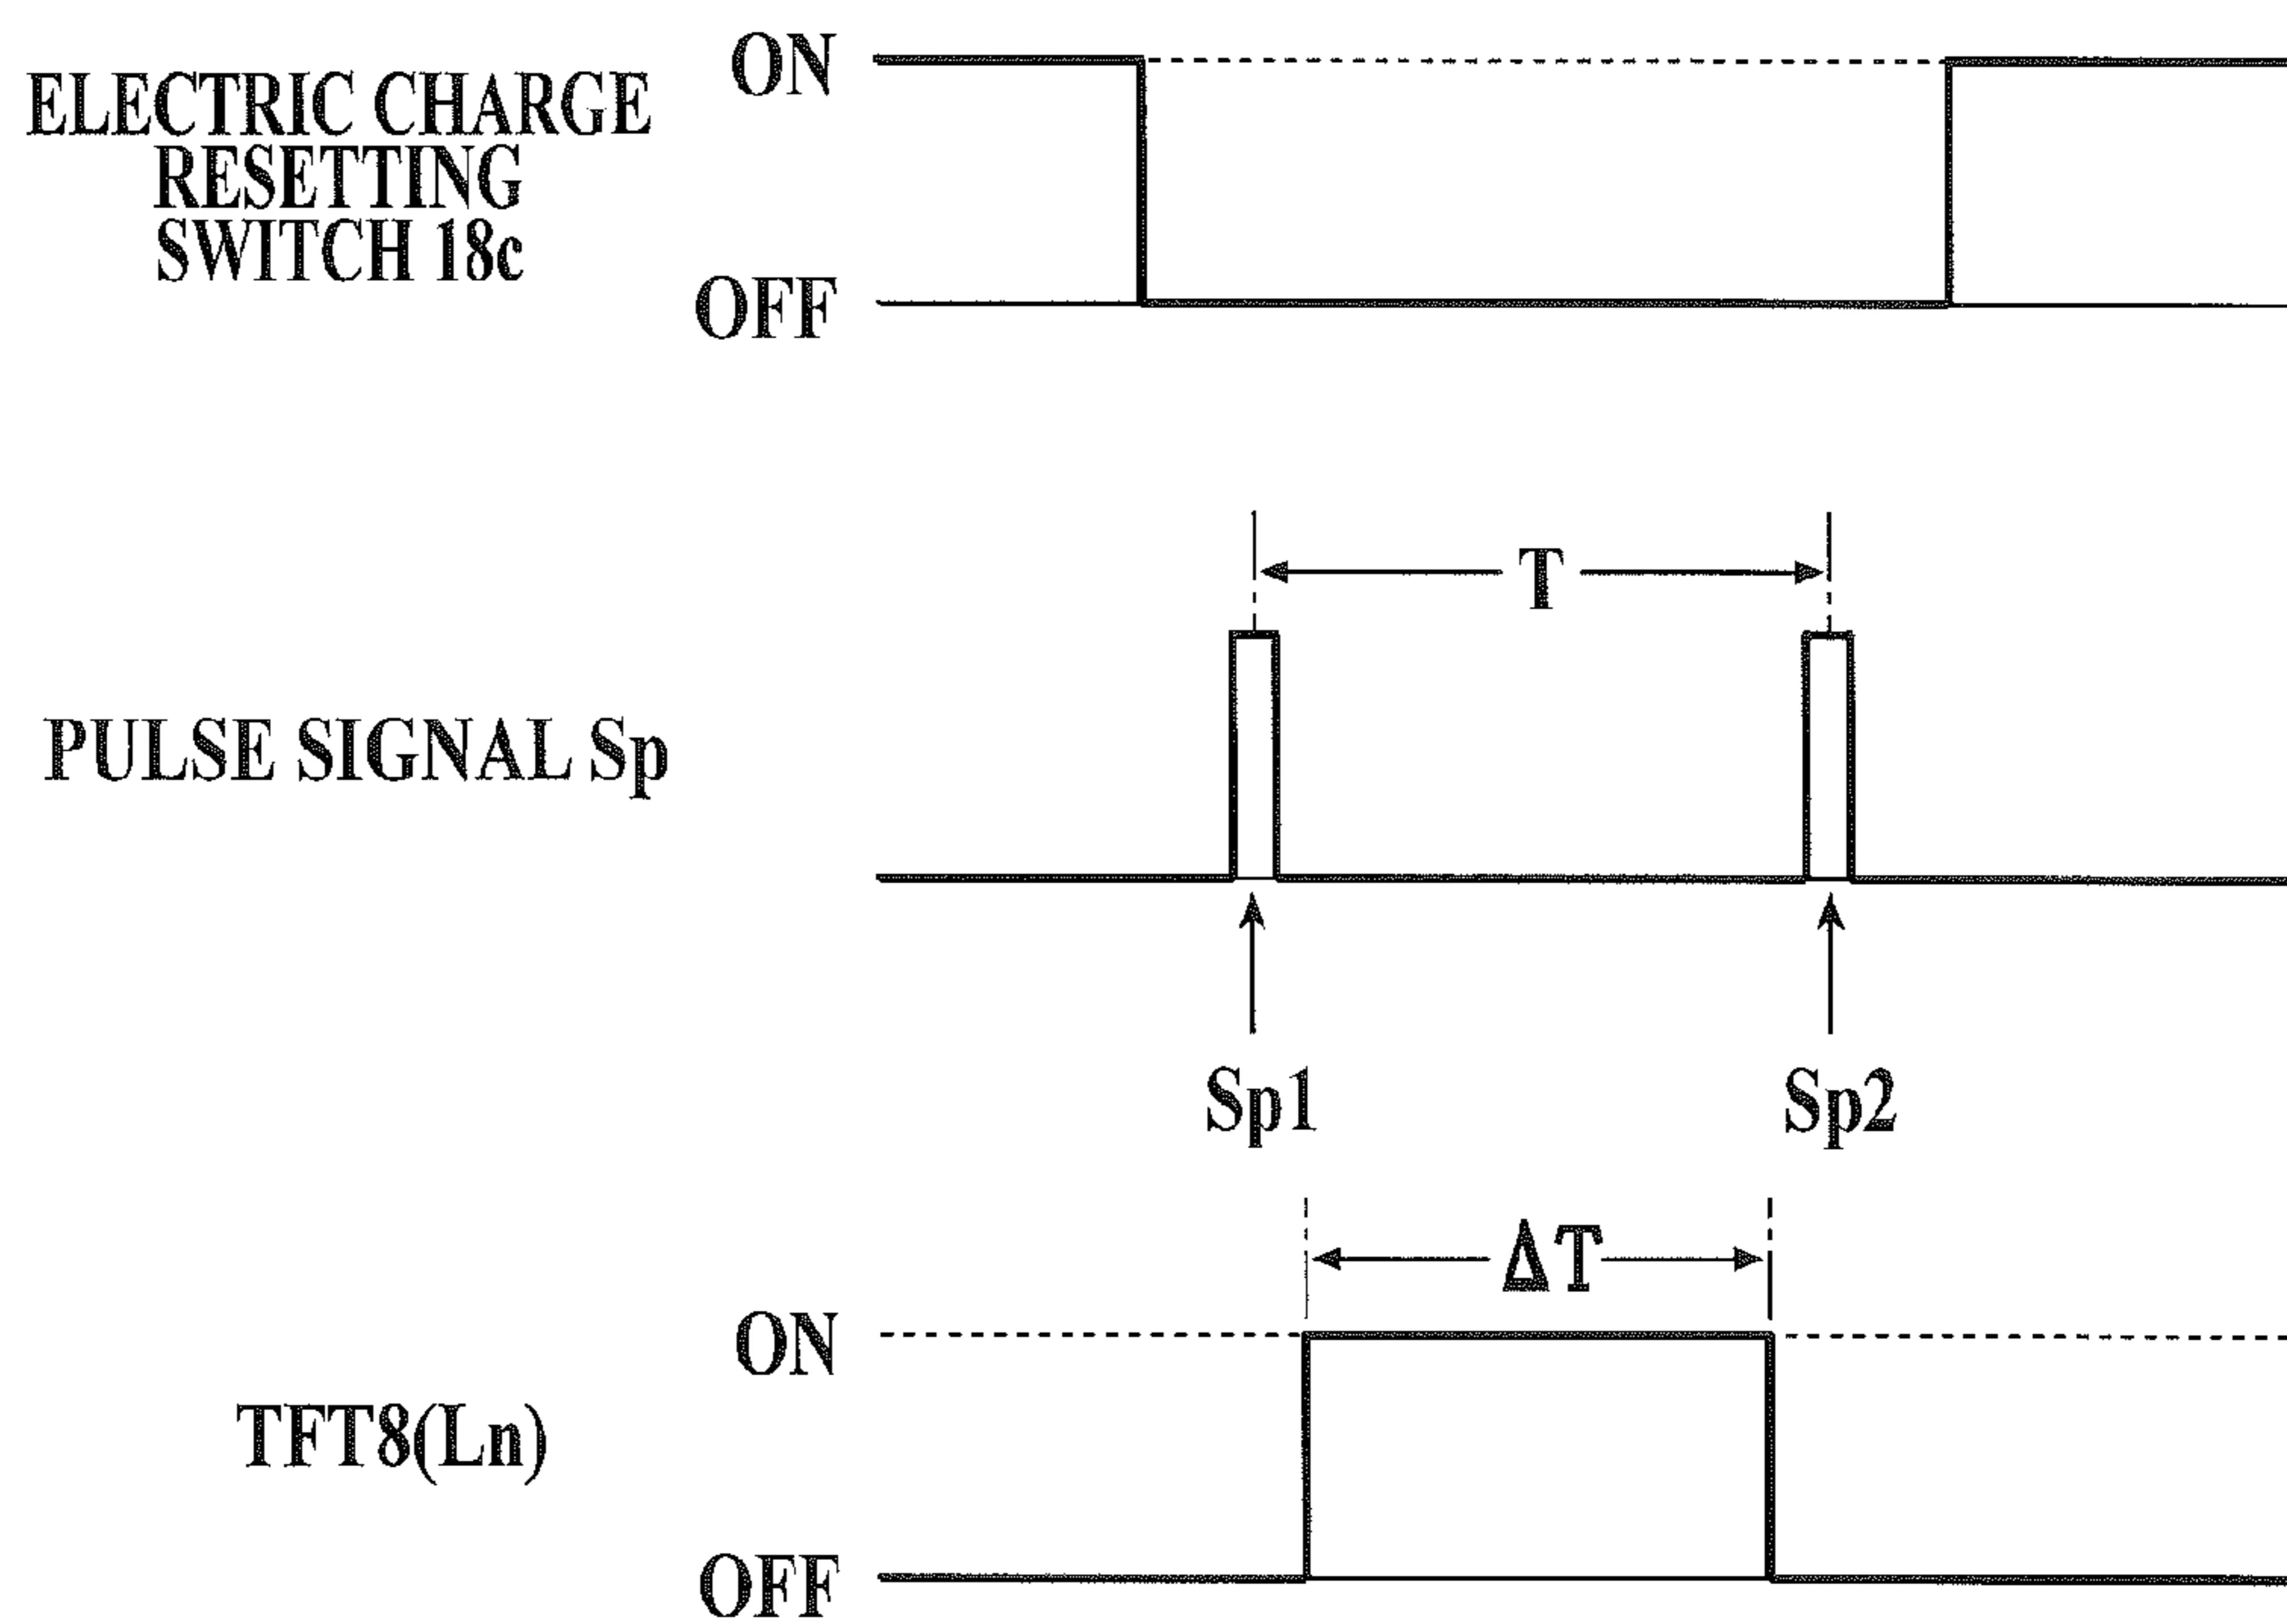 ON
ELECTRIC CHARGE
RESETTING
SWITCH 18c
OFF
T
PULSE SIGNAL Sp
Sp1
Sp2
ΔT
ON
TFT8(Ln)
OFF